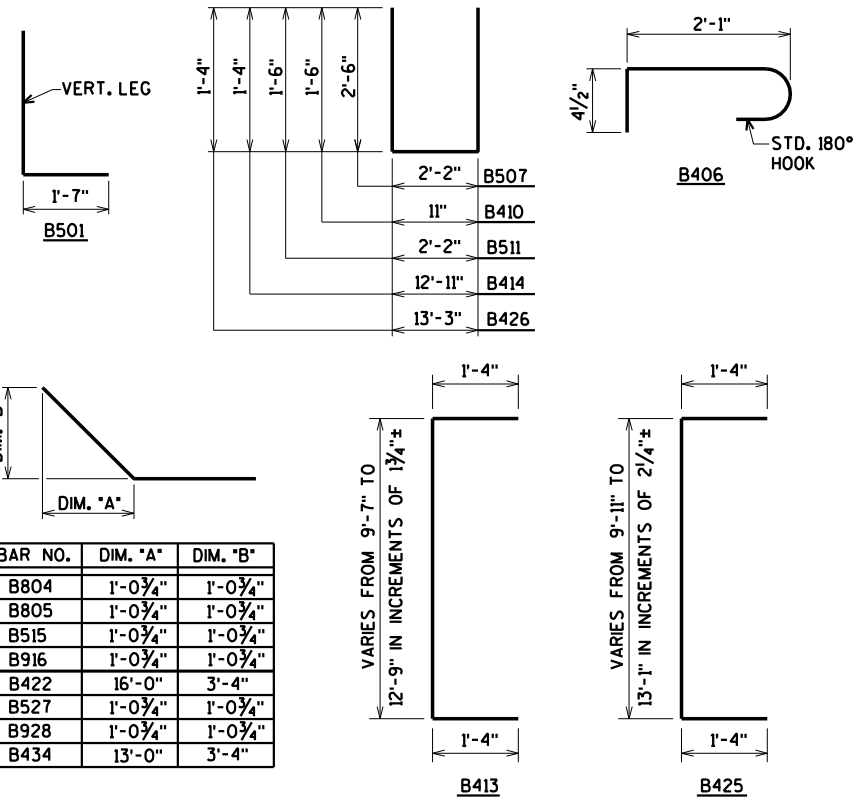 VERT. LEG
1'-7"
B501
1'-4"
1'-4"
1'-6"
1'-6"
2'-6"
2'-2" B507
11" B410
2'-2" B511
12'-11" B414
13'-3" B426
2'-1"
4½"
STD. 180°
HOOK
B406
DIM. "A"
BAR NO. DIM. "A" DIM. "B"
B804 1'-0¾" 1'-0¾"
B805 1'-0¾" 1'-0¾"
B515 1'-0¾" 1'-0¾"
B916 1'-0¾" 1'-0¾"
B422 16'-0" 3'-4"
B527 1'-0¾" 1'-0¾"
B928 1'-0¾" 1'-0¾"
B434 13'-0" 3'-4"
1'-4"
VARIES FROM 9'-7" TO
12'-9" IN INCREMENTS OF 1¾"±
1'-4"
B413
1'-4"
VARIES FROM 9'-11" TO
13'-1" IN INCREMENTS OF 2¼"±
1'-4"
B425